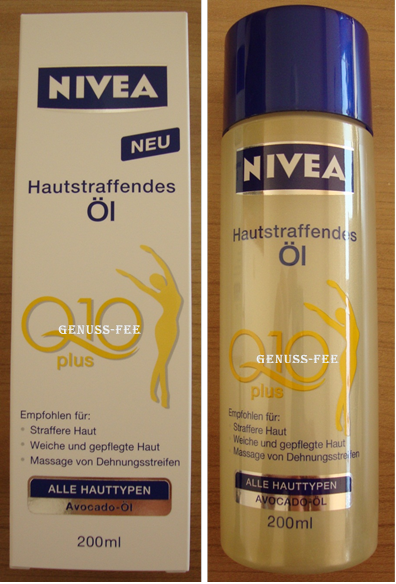 NIVEA
NEU
Hautstraffendes
Öl
Q10
GENUSS-FEE
plus
Empfohlen für:
Straffere Haut
Weiche und gepflegte Haut
Massage von Dehnungsstreifen
ALLE HAUTTYPEN
Avocado-Öl
200ml
NIVEA
Hautstraffendes
Öl
Q10
GENUSS-FEE
plus
Empfohlen für:
Straffere Haut
Weiche und gepflegte Haut
Massage von Dehnungsstreifen
ALLE HAUTTYPEN
AVOCADO-ÖL
200ml